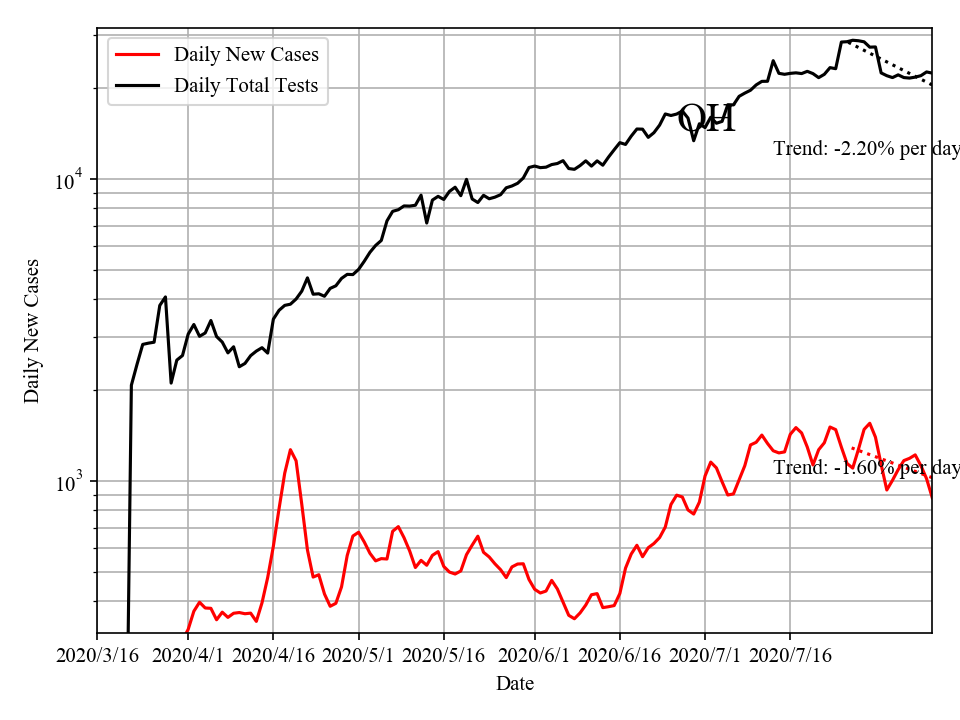 Daily New Cases
Daily Total Tests
OH
Trend: -2.20% per day
10^4
Daily New Cases
Trend: -1.60% per day
10^3
2020/3/16 2020/4/1 2020/4/16 2020/5/1 2020/5/16 2020/6/1 2020/6/16 2020/7/1 2020/7/16
Date